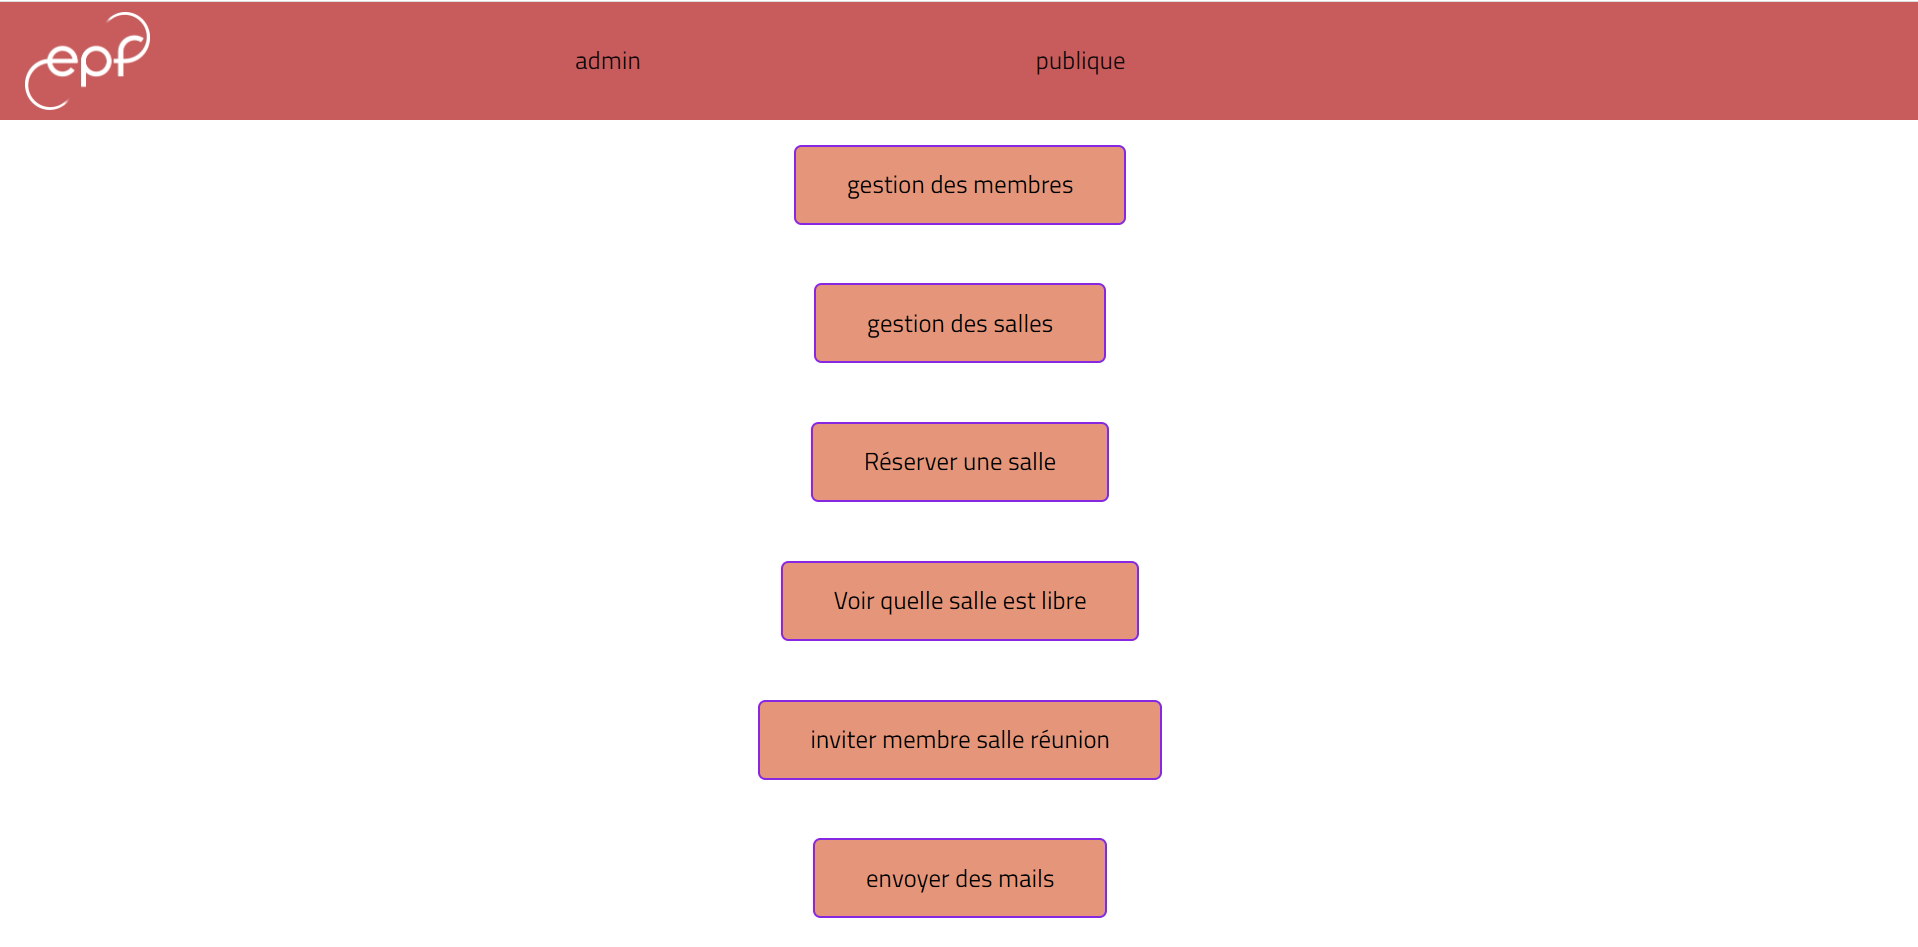 epf
admin
publique
gestion des membres
gestion des salles
Réserver une salle
Voir quelle salle est libre
inviter membre salle réunion
envoyer des mails